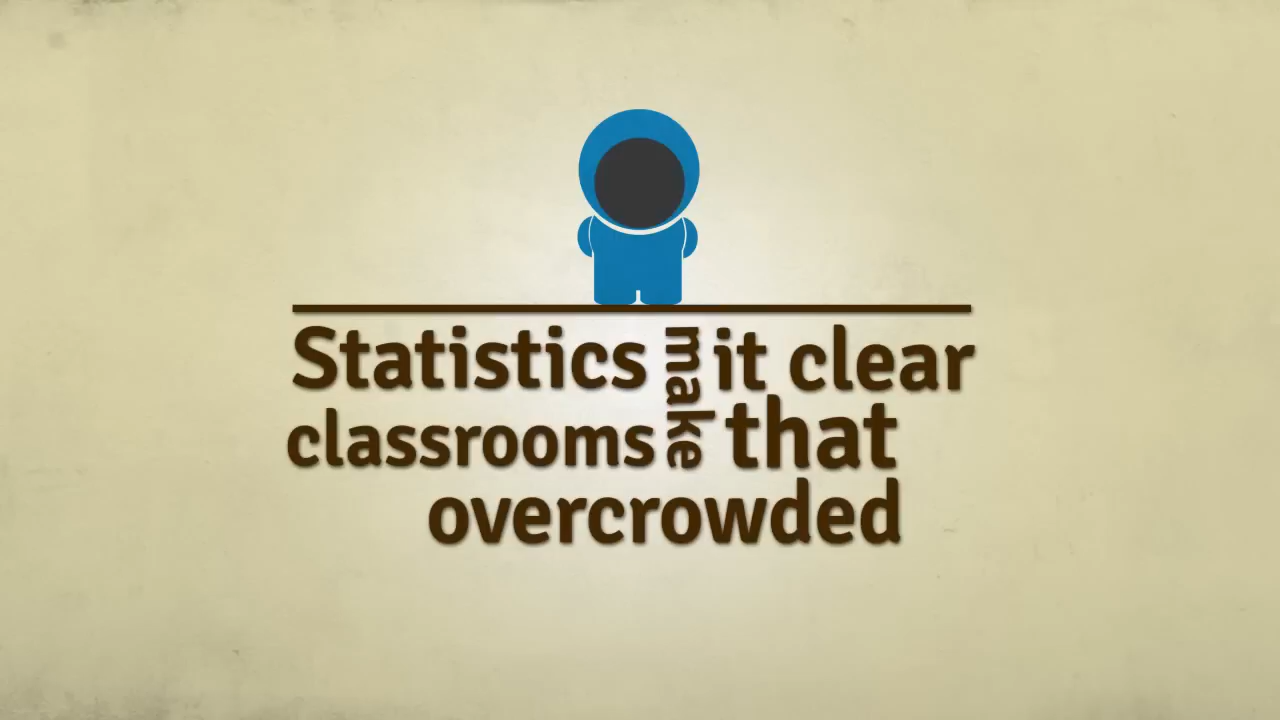 Statistics make it clear
that
classrooms
overcrowded